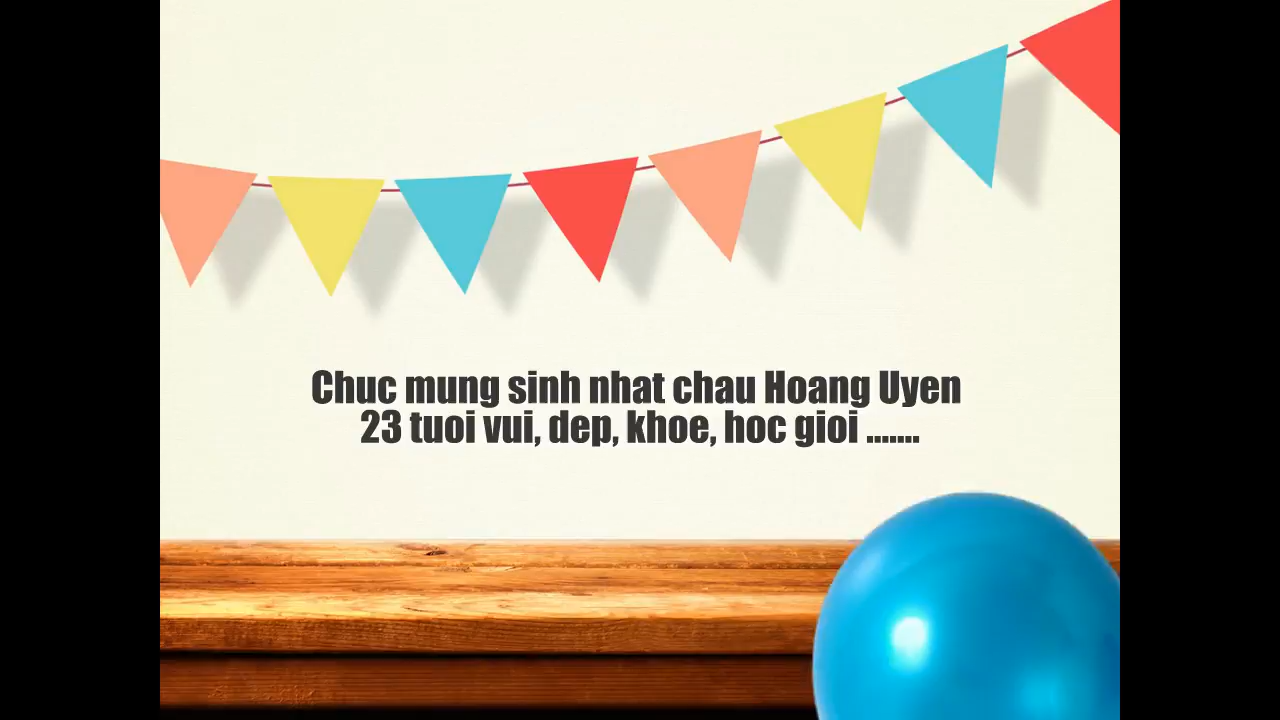 Chuc mung sinh nhat chau Hoang Uyen
23 tuoi vui, dep, khoe, hoc gioi .......